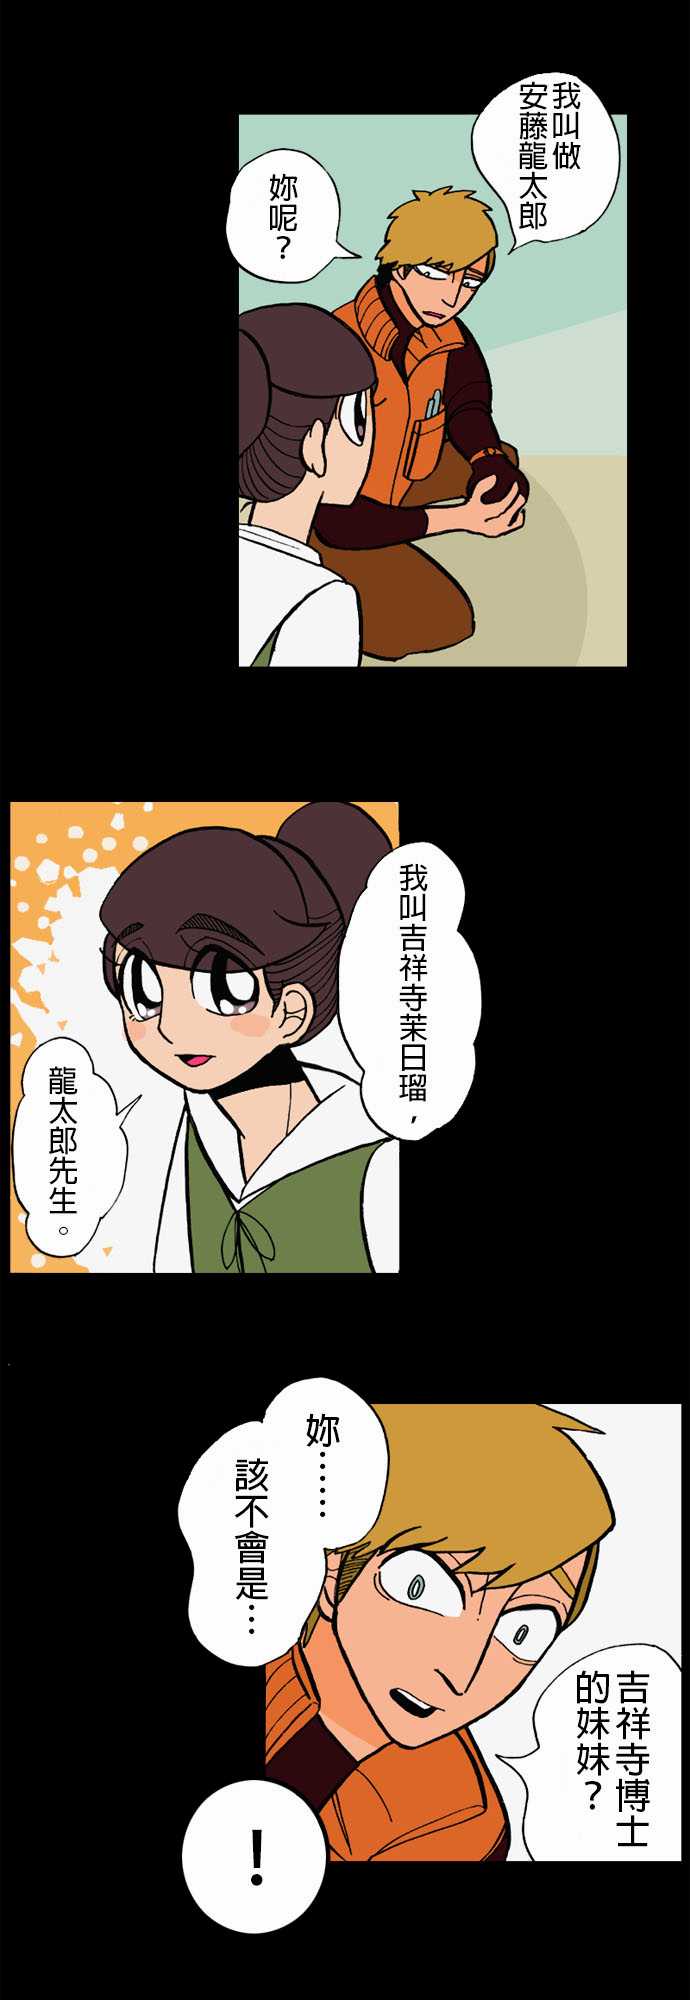 我叫做
安藤龍太郎
妳呢？
我叫吉祥寺茉日瑠，
龍太郎先生。
妳……
該不會是…
吉祥寺博士
的妹妹？
！